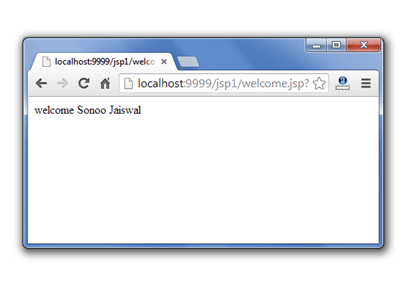 localhost:9999/jsp1/welco
localhost:9999/jsp1/welcome.jsp?
welcome Sonoo Jaiswal